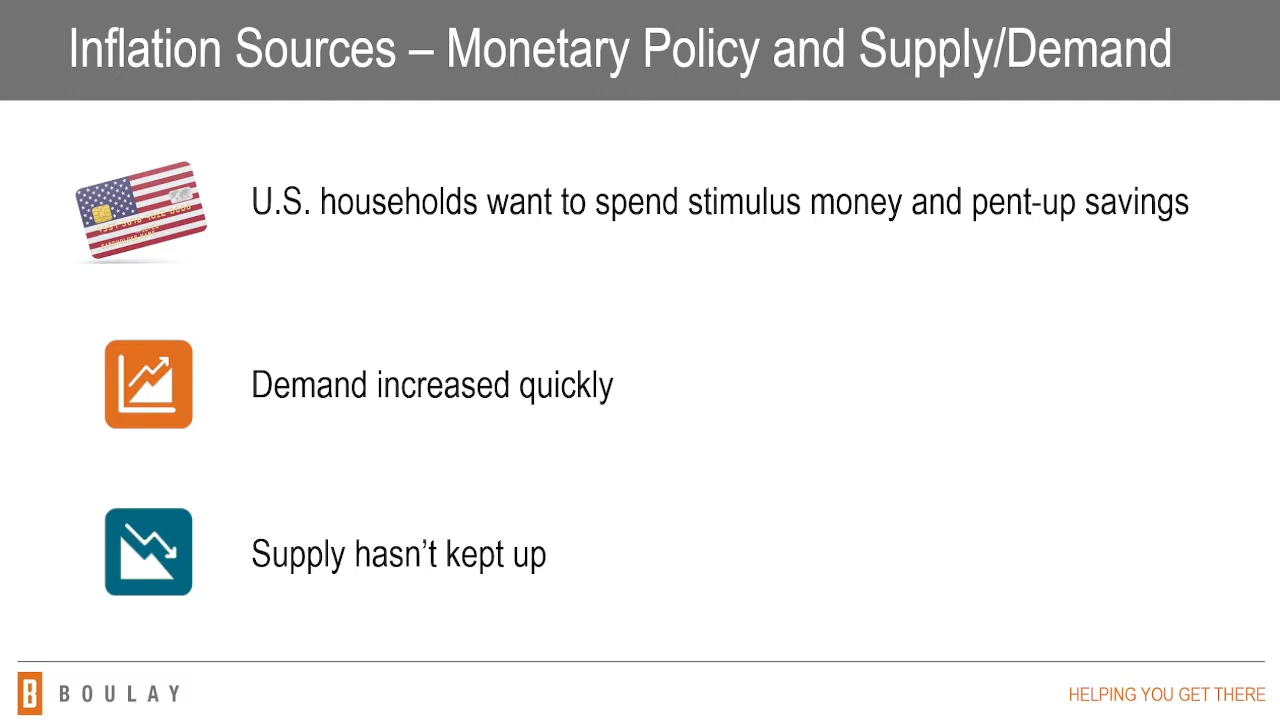 Inflation Sources – Monetary Policy and Supply/Demand
U.S. households want to spend stimulus money and pent-up savings
Demand increased quickly
Supply hasn’t kept up
B BOULAY
HELPING YOU GET THERE